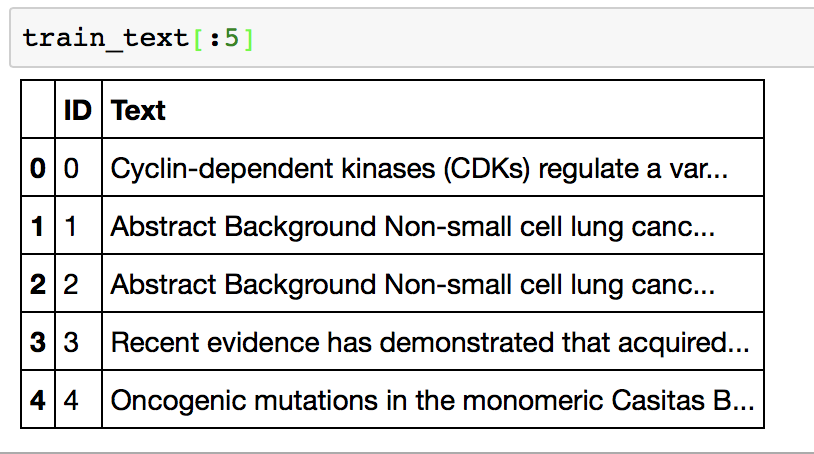 train_text[:5]
ID Text
0 0 Cyclin-dependent kinases (CDKs) regulate a var...
1 1 Abstract Background Non-small cell lung canc...
2 2 Abstract Background Non-small cell lung canc...
3 3 Recent evidence has demonstrated that acquired...
4 4 Oncogenic mutations in the monomeric Casitas B...